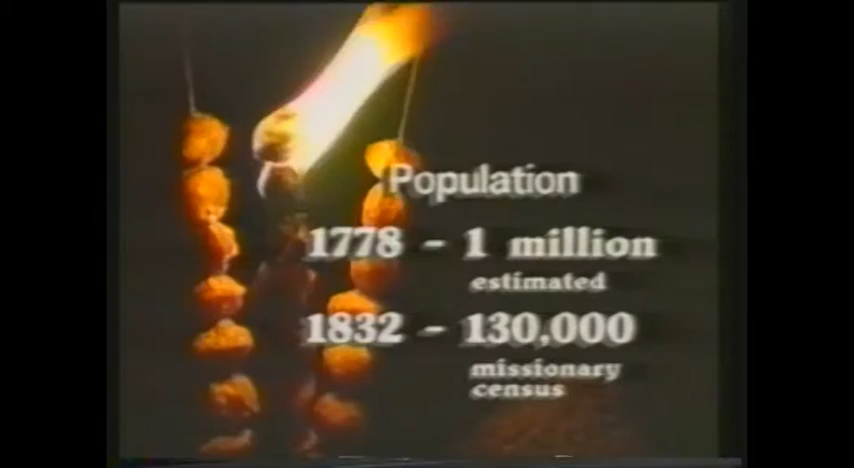 Population
1778 - 1 million
estimated
1832 - 130,000
missionary
census